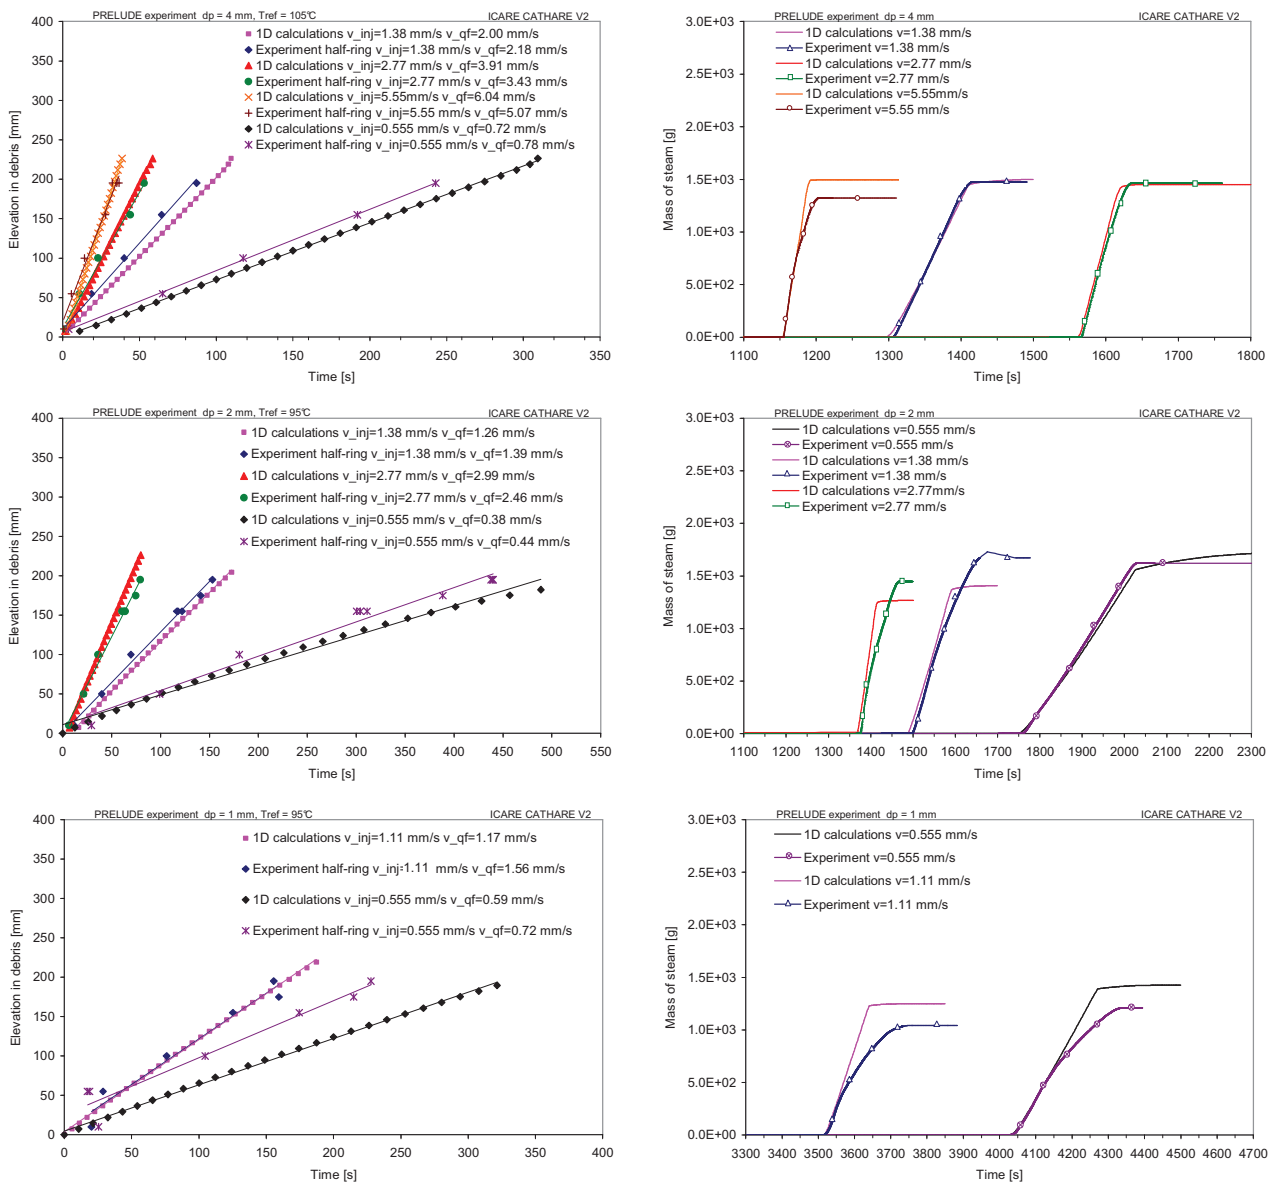 PRELUDE experiment dp = 4 mm, Tref = 105℃ ICARE CATHARE V2
1D calculations v_inj=1.38 mm/s v_qf=2.00 mm/s
Experiment half-ring v_inj=1.38 mm/s v_qf=2.18 mm/s
1D calculations v_inj=2.77 mm/s v_qf=3.91 mm/s
Experiment half-ring v_inj=2.77 mm/s v_qf=3.43 mm/s
1D calculations v_inj=5.55mm/s v_qf=6.04 mm/s
Experiment half-ring v_inj=5.55 mm/s v_qf=5.07 mm/s
1D calculations v_inj=0.555 mm/s v_qf=0.72 mm/s
Experiment half-ring v_inj=0.555 mm/s v_qf=0.78 mm/s
Elevation in debris [mm]
400
350
300
250
200
150
100
50
0
0 50 100 150 200 250 300 350
Time [s]
PRELUDE experiment dp = 4 mm ICARE CATHARE V2
1D calculations v=1.38 mm/s
Experiment v=1.38 mm/s
1D calculations v=2.77 mm/s
Experiment v=2.77 mm/s
1D calculations v=5.55mm/s
Experiment v=5.55 mm/s
Mass of steam [g]
3.0E+03
2.5E+03
2.0E+03
1.5E+03
1.0E+03
5.0E+02
0.0E+00
1100 1200 1300 1400 1500 1600 1700 1800
Time [s]
PRELUDE experiment dp = 2 mm, Tref = 95℃ ICARE CATHARE V2
1D calculations v_inj=1.38 mm/s v_qf=1.26 mm/s
Experiment half-ring v_inj=1.38 mm/s v_qf=1.39 mm/s
1D calculations v_inj=2.77 mm/s v_qf=2.99 mm/s
Experiment half-ring v_inj=2.77 mm/s v_qf=2.46 mm/s
1D calculations v_inj=0.555 mm/s v_qf=0.38 mm/s
Experiment half-ring v_inj=0.555 mm/s v_qf=0.44 mm/s
Elevation in debris [mm]
400
350
300
250
200
150
100
50
0
0 50 100 150 200 250 300 350 400 450 500 550
Time [s]
PRELUDE experiment dp = 2 mm ICARE CATHARE V2
1D calculations v=0.555 mm/s
Experiment v=0.555 mm/s
1D calculations v=1.38 mm/s
Experiment v=1.38 mm/s
1D calculations v=2.77mm/s
Experiment v=2.77 mm/s
Mass of steam [g]
3.0E+03
2.5E+03
2.0E+03
1.5E+03
1.0E+03
5.0E+02
0.0E+00
1100 1200 1300 1400 1500 1600 1700 1800 1900 2000 2100 2200 2300
Time [s]
PRELUDE experiment dp = 1 mm, Tref = 95℃ ICARE CATHARE V2
1D calculations v_inj=1.11 mm/s v_qf=1.17 mm/s
Experiment half-ring v_inj=1.11 mm/s v_qf=1.56 mm/s
1D calculations v_inj=0.555 mm/s v_qf=0.59 mm/s
Experiment half-ring v_inj=0.555 mm/s v_qf=0.72 mm/s
Elevation in debris [mm]
400
350
300
250
200
150
100
50
0
0 50 100 150 200 250 300 350 400
Time [s]
PRELUDE experiment dp = 1 mm ICARE CATHARE V2
1D calculations v=0.555 mm/s
Experiment v=0.555 mm/s
1D calculations v=1.11 mm/s
Experiment v=1.11 mm/s
Mass of steam [g]
3.0E+03
2.5E+03
2.0E+03
1.5E+03
1.0E+03
5.0E+02
0.0E+00
3300 3400 3500 3600 3700 3800 3900 4000 4100 4200 4300 4400 4500 4600 4700
Time [s]